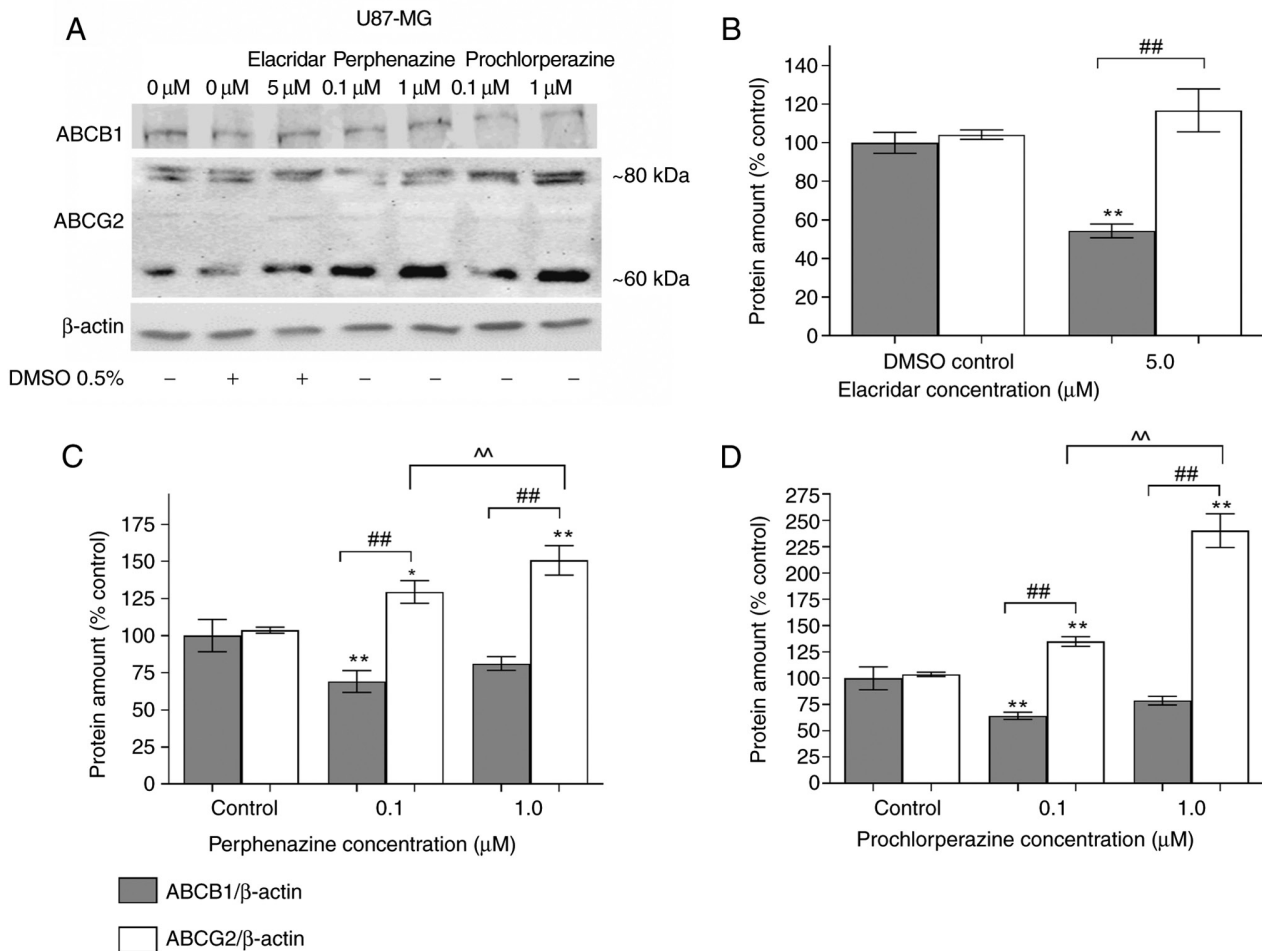 A
U87-MG
Elacridar Perphenazine Prochlorperazine
0 µM 0 µM 5 µM 0.1 µM 1 µM 0.1 µM 1 µM
ABCB1
~80 kDa
ABCG2
~60 kDa
β-actin
DMSO 0.5% – + + – – – –
B
##
Protein amount (% control)
140
120
100
80
60
40
20
0
**
DMSO control 5.0
Elacridar concentration (µM)
C
^^
##
##
Protein amount (% control)
175
150
125
100
75
50
25
0
**
*
**
Control 0.1 1.0
Perphenazine concentration (µM)
D
^^
##
##
Protein amount (% control)
275
250
225
200
175
150
125
100
75
50
25
0
**
**
**
Control 0.1 1.0
Prochlorperazine concentration (µM)
ABCB1/β-actin
ABCG2/β-actin